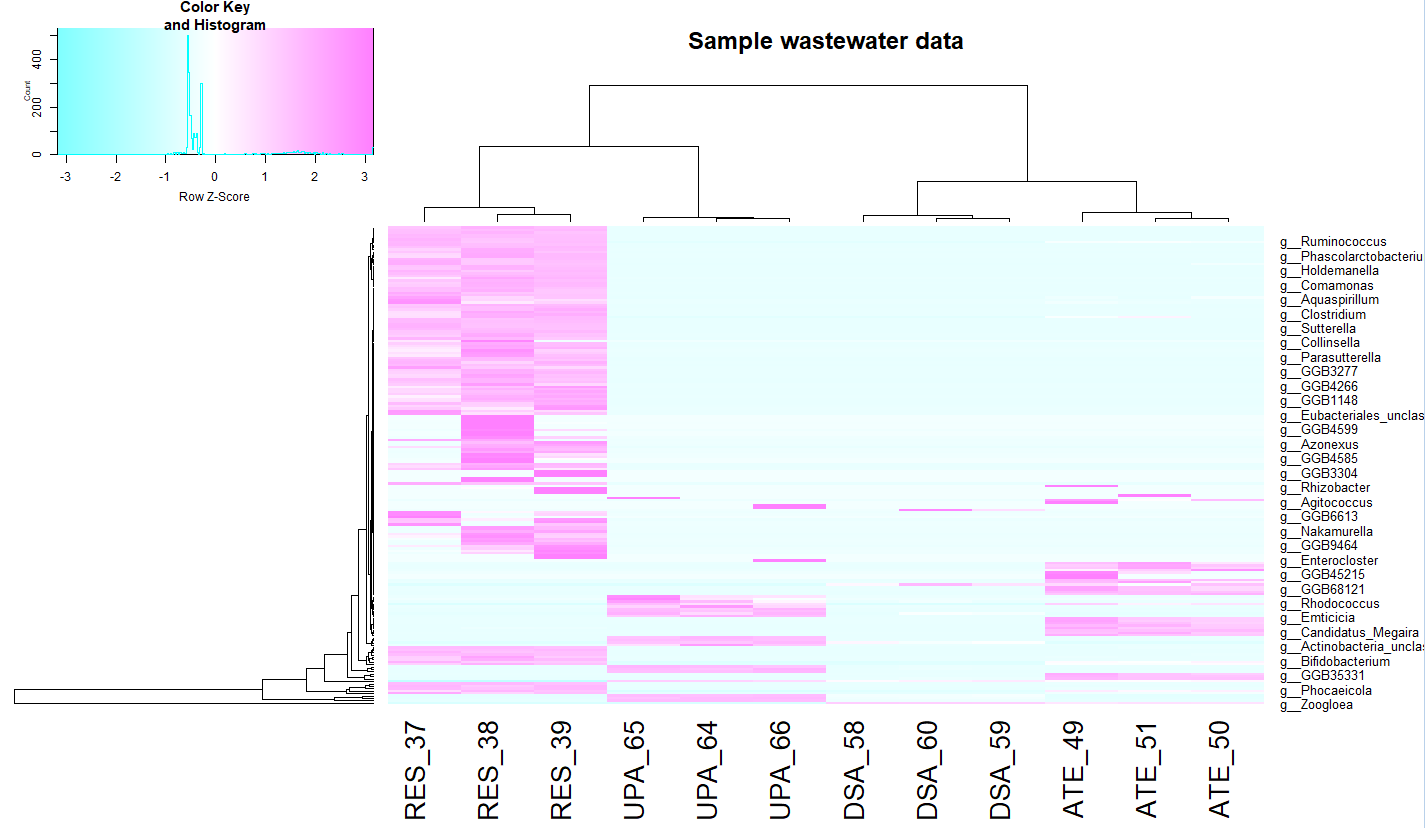 Color Key
and Histogram
Sample wastewater data
Count
0 200 400
-3 -2 -1 0 1 2 3
Row Z-Score
g__Ruminococcus
g__Phascolarctobacteriu
g__Holdemanella
g__Comamonas
g__Aquaspirillum
g__Clostridium
g__Sutterella
g__Collinsella
g__Parasutterella
g__GGB3277
g__GGB4266
g__GGB1148
g__Eubacteriales_unclas
g__GGB4599
g__Azonexus
g__GGB4585
g__GGB3304
g__Rhizobacter
g__Agitococcus
g__GGB6613
g__Nakamurella
g__GGB9464
g__Enterocloster
g__GGB45215
g__GGB68121
g__Rhodococcus
g__Emticicia
g__Candidatus_Megaira
g__Actinobacteria_unclas
g__Bifidobacterium
g__GGB35331
g__Phocaeicola
g__Zoogloea
RES_37
RES_38
RES_39
UPA_65
UPA_64
UPA_66
DSA_58
DSA_60
DSA_59
ATE_49
ATE_51
ATE_50